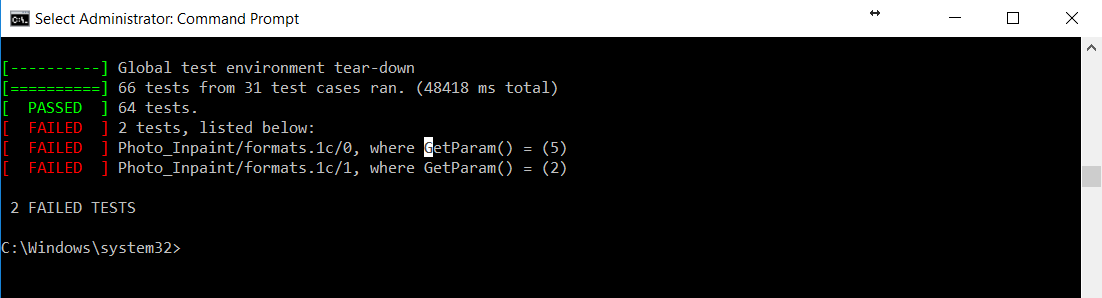 Select Administrator: Command Prompt
[----------] Global test environment tear-down
[==========] 66 tests from 31 test cases ran. (48418 ms total)
[  PASSED  ] 64 tests.
[  FAILED  ] 2 tests, listed below:
[  FAILED  ] Photo_Inpaint/formats.1c/0, where GetParam() = (5)
[  FAILED  ] Photo_Inpaint/formats.1c/1, where GetParam() = (2)
2 FAILED TESTS
C:\Windows\system32>